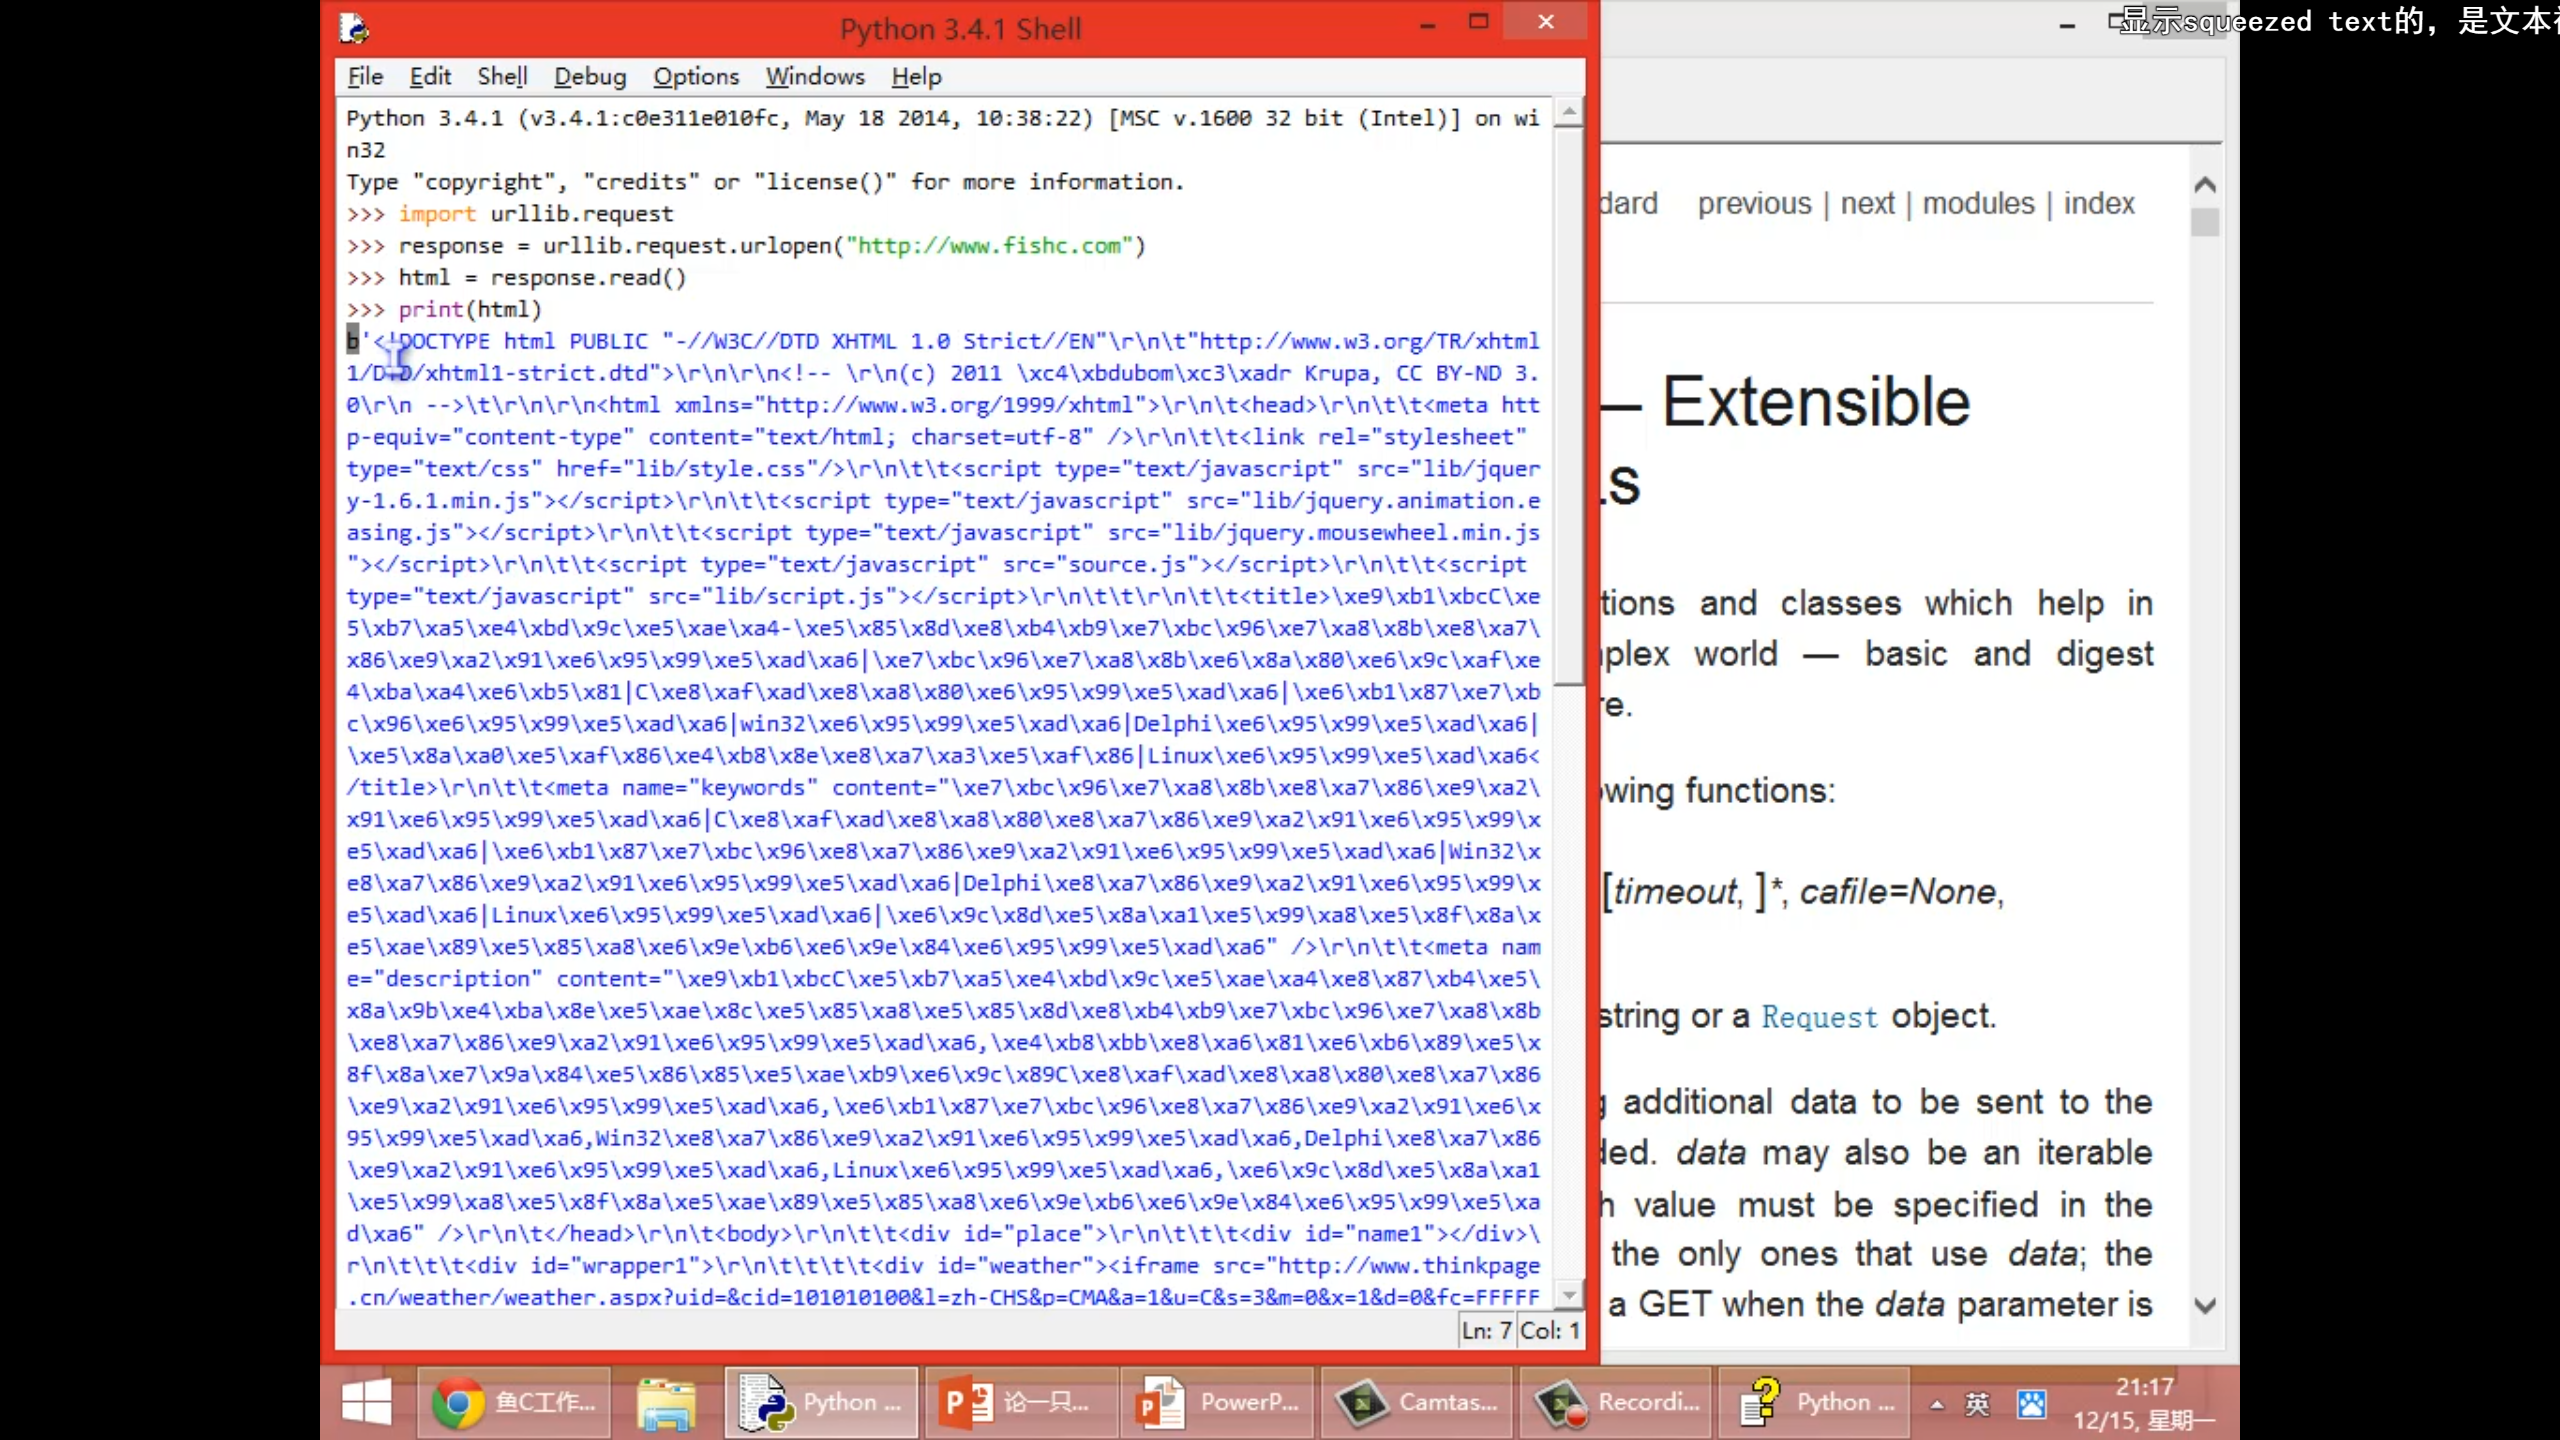 Python 3.4.1 Shell
显示squeezed text的，是文本
File Edit Shell Debug Options Windows Help
Python 3.4.1 (v3.4.1:c0e311e010fc, May 18 2014, 10:38:22) [MSC v.1600 32 bit (Intel)] on wi
n32
Type "copyright", "credits" or "license()" for more information.
>>> import urllib.request
>>> response = urllib.request.urlopen("http://www.fishc.com")
>>> html = response.read()
>>> print(html)
b'<!DOCTYPE html PUBLIC "-//W3C//DTD XHTML 1.0 Strict//EN"\r\n\t"http://www.w3.org/TR/xhtml
1/DTD/xhtml1-strict.dtd">\r\n\r\n<!-- \r\n(c) 2011 \xc4\xbdubom\xc3\xadr Krupa, CC BY-ND 3.
0\r\n -->\t\r\n\r\n<html xmlns="http://www.w3.org/1999/xhtml">\r\n\t<head>\r\n\t\t<meta htt
p-equiv="content-type" content="text/html; charset=utf-8" />\r\n\t\t<link rel="stylesheet"
type="text/css" href="lib/style.css"/>\r\n\t\t<script type="text/javascript" src="lib/jquer
y-1.6.1.min.js"></script>\r\n\t\t<script type="text/javascript" src="lib/jquery.animation.e
asing.js"></script>\r\n\t\t<script type="text/javascript" src="lib/jquery.mousewheel.min.js
"></script>\r\n\t\t<script type="text/javascript" src="source.js"></script>\r\n\t\t<script
type="text/javascript" src="lib/script.js"></script>\r\n\t\t\r\n\t\t<title>\xe9\xb1\xbcC\xe
5\xb7\xa5\xe4\xbd\x9c\xe5\xae\xa4-\xe5\x85\x8d\xe8\xb4\xb9\xe7\xbc\x96\xe7\xa8\x8b\xe8\xa7\
x86\xe9\xa2\x91\xe6\x95\x99\xe5\xad\xa6|\xe7\xbc\x96\xe7\xa8\x8b\xe6\x8a\x80\xe6\x9c\xaf\xe
4\xba\xa4\xe6\xb5\x81|C\xe8\xaf\xad\xe8\xa8\x80\xe6\x95\x99\xe5\xad\xa6|\xe6\xb1\x87\xe7\xb
c\x96\xe6\x95\x99\xe5\xad\xa6|win32\xe6\x95\x99\xe5\xad\xa6|Delphi\xe6\x95\x99\xe5\xad\xa6|
\xe5\x8a\xa0\xe5\xaf\x86\xe4\xb8\x8e\xe8\xa7\xa3\xe5\xaf\x86|Linux\xe6\x95\x99\xe5\xad\xa6<
/title>\r\n\t\t<meta name="keywords" content="\xe7\xbc\x96\xe7\xa8\x8b\xe8\xa7\x86\xe9\xa2\
x91\xe6\x95\x99\xe5\xad\xa6|C\xe8\xaf\xad\xe8\xa8\x80\xe8\xa7\x86\xe9\xa2\x91\xe6\x95\x99\x
e5\xad\xa6|\xe6\xb1\x87\xe7\xbc\x96\xe8\xa7\x86\xe9\xa2\x91\xe6\x95\x99\xe5\xad\xa6|Win32\x
e8\xa7\x86\xe9\xa2\x91\xe6\x95\x99\xe5\xad\xa6|Delphi\xe8\xa7\x86\xe9\xa2\x91\xe6\x95\x99\x
e5\xad\xa6|Linux\xe6\x95\x99\xe5\xad\xa6|\xe6\x9c\x8d\xe5\x8a\xa1\xe5\x99\xa8\xe5\x8f\x8a\x
e5\xae\x89\xe5\x85\xa8\xe6\x9e\xb6\xe6\x9e\x84\xe6\x95\x99\xe5\xad\xa6" />\r\n\t\t<meta nam
e="description" content="\xe9\xb1\xbcC\xe5\xb7\xa5\xe4\xbd\x9c\xe5\xae\xa4\xe8\x87\xb4\xe5\
x8a\x9b\xe4\xba\x8e\xe5\xae\x8c\xe5\x85\xa8\xe5\x85\x8d\xe8\xb4\xb9\xe7\xbc\x96\xe7\xa8\x8b
\xe8\xa7\x86\xe9\xa2\x91\xe6\x95\x99\xe5\xad\xa6,\xe4\xb8\xbb\xe8\xa6\x81\xe6\xb6\x89\xe5\x
8f\x8a\xe7\x9a\x84\xe5\x86\x85\xe5\xae\xb9\xe6\x9c\x89C\xe8\xaf\xad\xe8\xa8\x80\xe8\xa7\x86
\xe9\xa2\x91\xe6\x95\x99\xe5\xad\xa6,\xe6\xb1\x87\xe7\xbc\x96\xe8\xa7\x86\xe9\xa2\x91\xe6\x
95\x99\xe5\xad\xa6,Win32\xe8\xa7\x86\xe9\xa2\x91\xe6\x95\x99\xe5\xad\xa6,Delphi\xe8\xa7\x86
\xe9\xa2\x91\xe6\x95\x99\xe5\xad\xa6,Linux\xe6\x95\x99\xe5\xad\xa6,\xe6\x9c\x8d\xe5\x8a\xa1
\xe5\x99\xa8\xe5\x8f\x8a\xe5\xae\x89\xe5\x85\xa8\xe6\x9e\xb6\xe6\x9e\x84\xe6\x95\x99\xe5\xa
d\xa6" />\r\n\t</head>\r\n\t<body>\r\n\t\t<div id="place">\r\n\t\t\t<div id="name1"></div>\
r\n\t\t\t<div id="wrapper1">\r\n\t\t\t\t<div id="weather"><iframe src="http://www.thinkpage
.cn/weather/weather.aspx?uid=&cid=101010100&l=zh-CHS&p=CMA&a=1&u=C&s=3&m=0&x=1&d=0&fc=FFFFF
Ln: 7 Col: 1
dard previous | next | modules | index
— Extensible
.s
tions and classes which help in
plex world — basic and digest
re.
owing functions:
[timeout, ]*, cafile=None,
string or a Request object.
g additional data to be sent to the
ded. data may also be an iterable
h value must be specified in the
the only ones that use data; the
a GET when the data parameter is
鱼C工作...
Python ...
论一只...
PowerP...
Camtas...
Recordi...
Python ...
英
21:17
12/15, 星期一